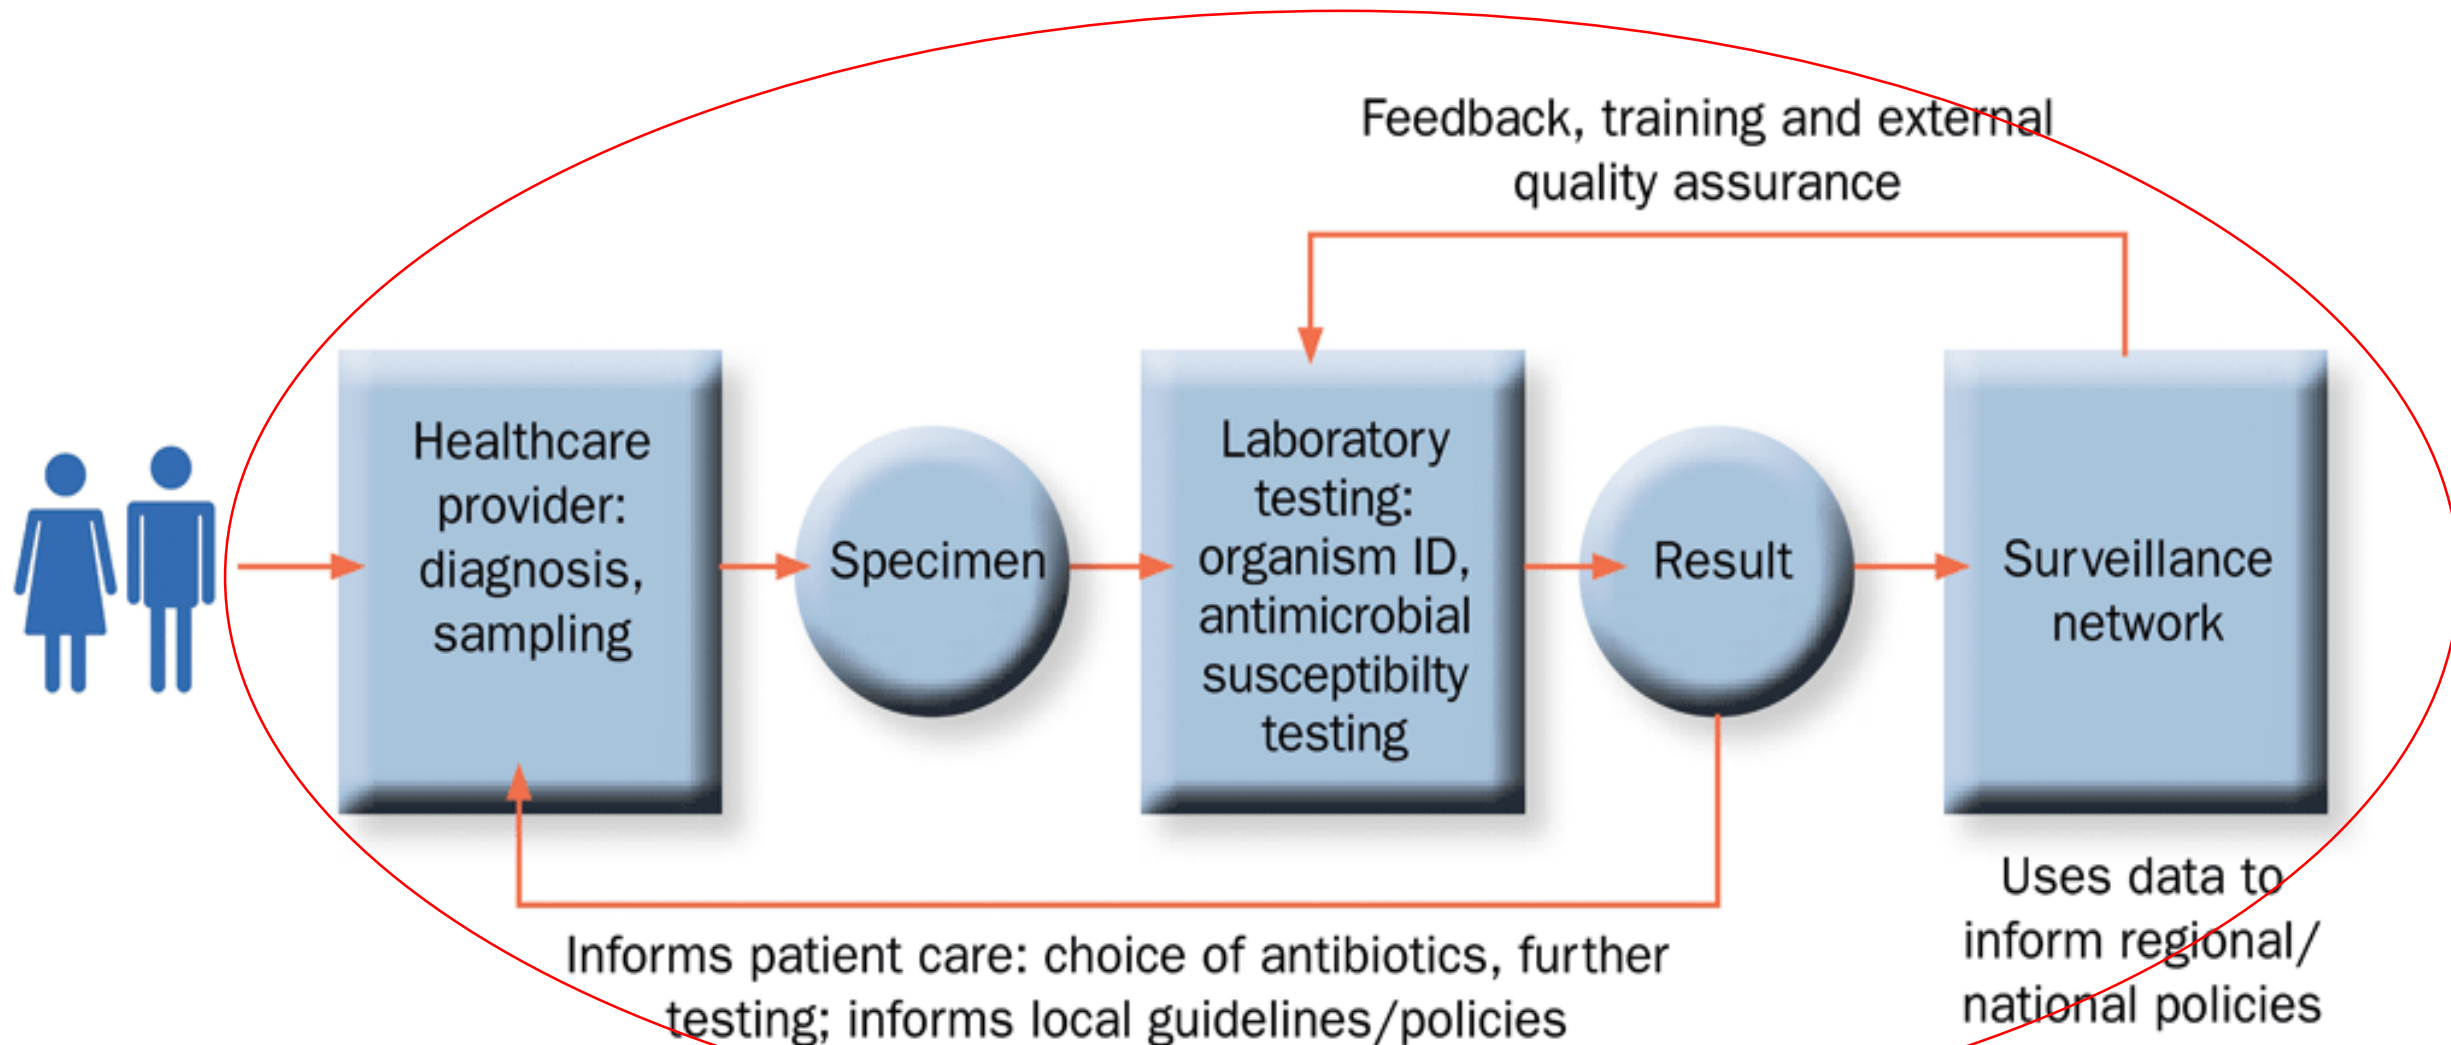 Feedback, training and external
quality assurance
Healthcare
provider:
diagnosis,
sampling
Specimen
Laboratory
testing:
organism ID,
antimicrobial
susceptibilty
testing
Result
Surveillance
network
Informs patient care: choice of antibiotics, further
testing; informs local guidelines/policies
Uses data to
inform regional/
national policies